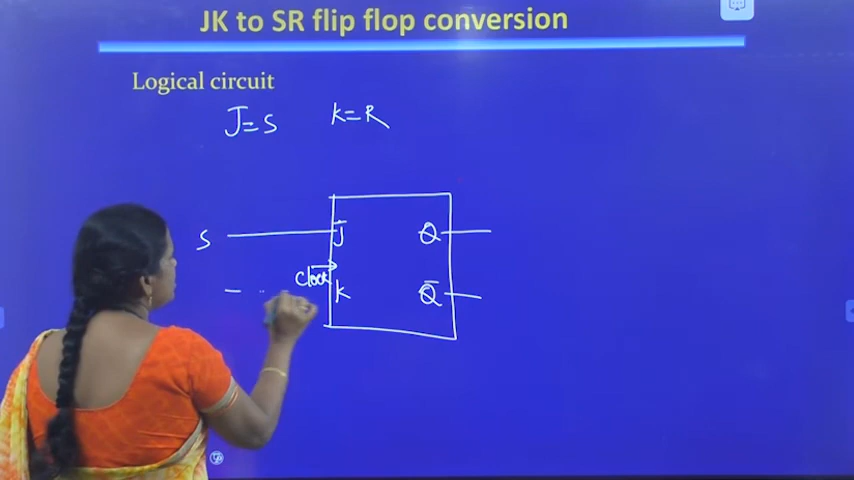 JK to SR flip flop conversion
Logical circuit
J=S K=R
S J Q
clock
K Q̅